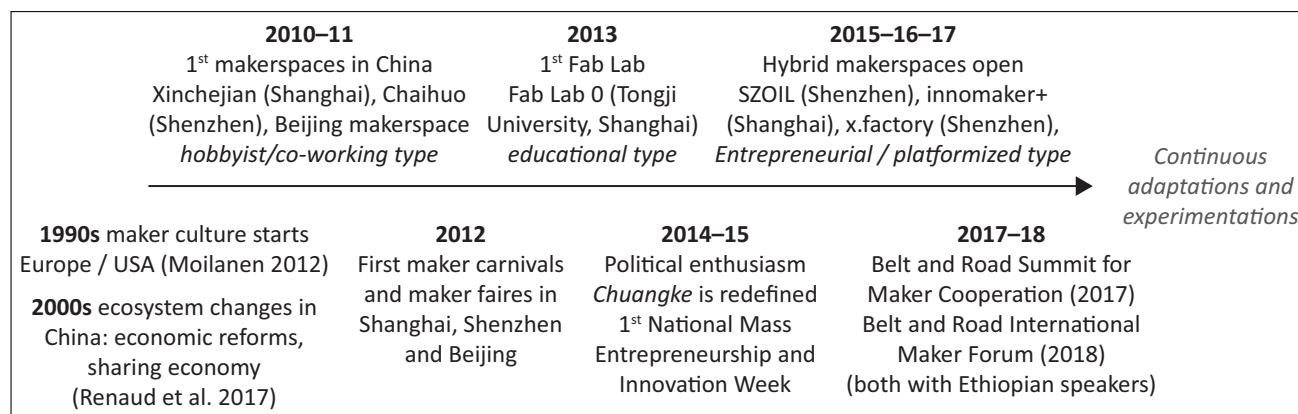 2010–11
1st makerspaces in China
Xinchejian (Shanghai), Chaihuo
(Shenzhen), Beijing makerspace
hobbyist/co-working type
2013
1st Fab Lab
Fab Lab 0 (Tongji
University, Shanghai)
educational type
2015–16–17
Hybrid makerspaces open
SZOIL (Shenzhen), innomaker+
(Shanghai), x.factory (Shenzhen),
Entrepreneurial / platformized type
Continuous
adaptations and
experimentations
1990s maker culture starts
Europe / USA (Moilanen 2012)
2000s ecosystem changes in
China: economic reforms,
sharing economy
(Renaud et al. 2017)
2012
First maker carnivals
and maker faires in
Shanghai, Shenzhen
and Beijing
2014–15
Political enthusiasm
Chuangke is redefined
1st National Mass
Entrepreneurship and
Innovation Week
2017–18
Belt and Road Summit for
Maker Cooperation (2017)
Belt and Road International
Maker Forum (2018)
(both with Ethiopian speakers)